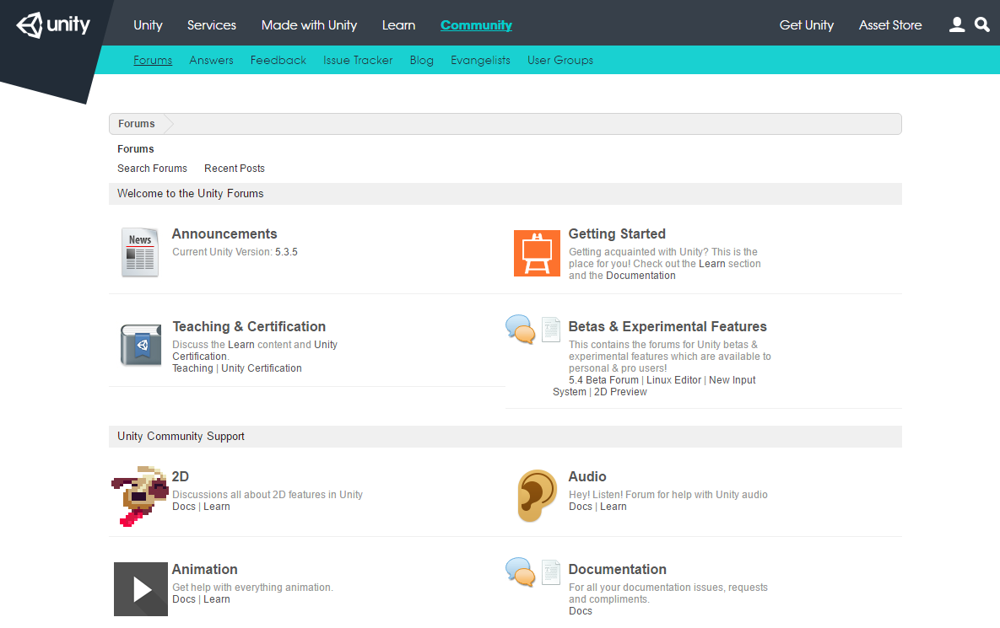 unity
Unity Services Made with Unity Learn Community Get Unity Asset Store
Forums Answers Feedback Issue Tracker Blog Evangelists User Groups
Forums
Forums
Search Forums Recent Posts
Welcome to the Unity Forums
News
Announcements
Current Unity Version: 5.3.5
Getting Started
Getting acquainted with Unity? This is the
place for you! Check out the Learn section
and the Documentation
Teaching & Certification
Discuss the Learn content and Unity
Certification.
Teaching | Unity Certification
Betas & Experimental Features
This contains the forums for Unity betas &
experimental features which are available to
personal & pro users!
5.4 Beta Forum | Linux Editor | New Input
System | 2D Preview
Unity Community Support
2D
Discussions all about 2D features in Unity
Docs | Learn
Audio
Hey! Listen! Forum for help with Unity audio
Docs | Learn
Animation
Get help with everything animation.
Docs | Learn
Documentation
For all your documentation issues, requests
and compliments.
Docs